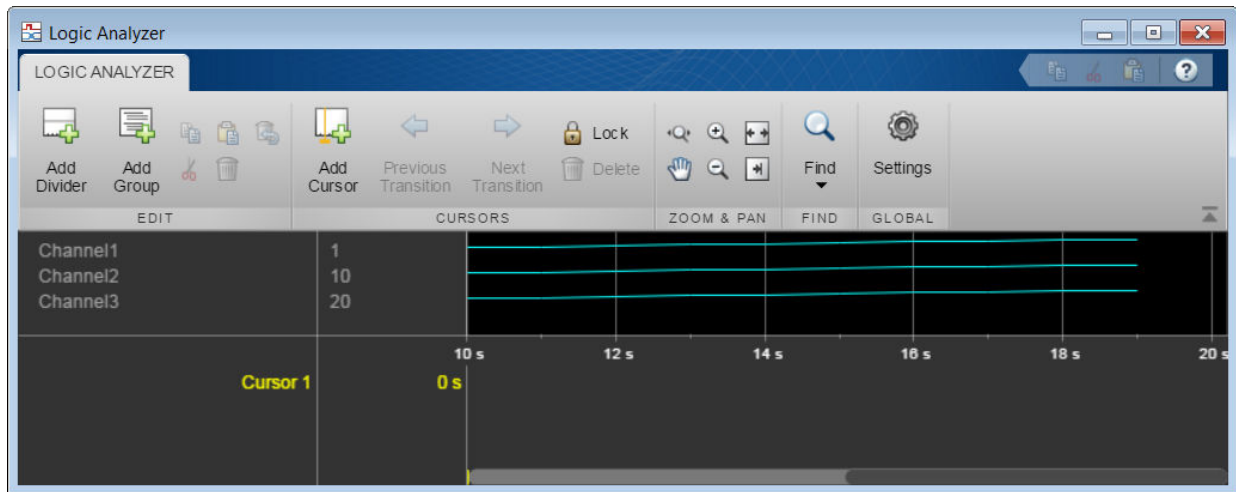 Logic Analyzer
LOGIC ANALYZER
?
Add Divider
Add Group
Add Cursor
Previous Transition
Next Transition
Lock
Delete
Find
Settings
EDIT
CURSORS
ZOOM & PAN
FIND
GLOBAL
Channel1 1
Channel2 10
Channel3 20
10 s 12 s 14 s 16 s 18 s 20 s
Cursor 1 0 s